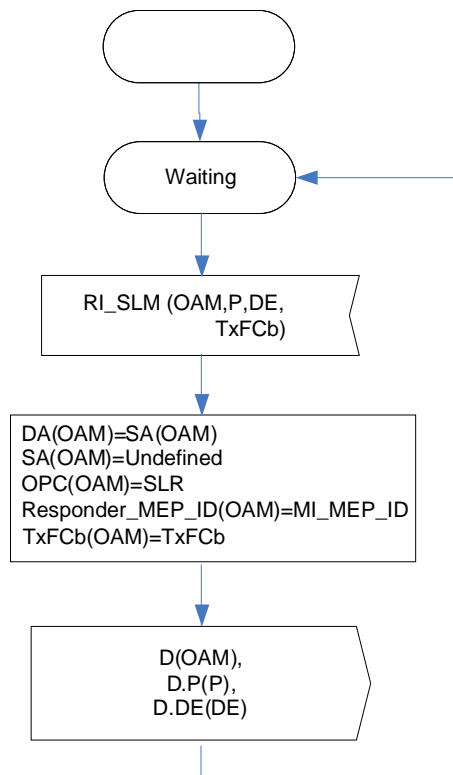 Waiting
RI_SLM (OAM,P,DE,
TxFCb)
DA(OAM)=SA(OAM)
SA(OAM)=Undefined
OPC(OAM)=SLR
Responder_MEP_ID(OAM)=MI_MEP_ID
TxFCb(OAM)=TxFCb
D(OAM),
D.P(P),
D.DE(DE)